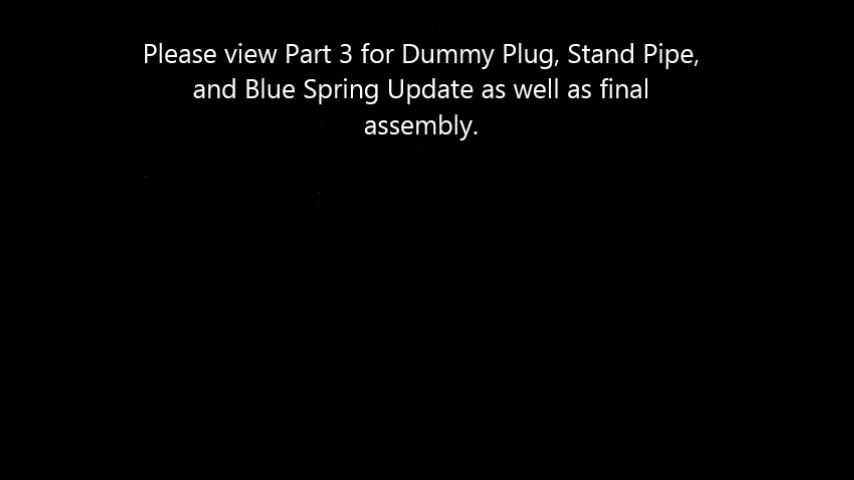 Please view Part 3 for Dummy Plug, Stand Pipe,
and Blue Spring Update as well as final
assembly.